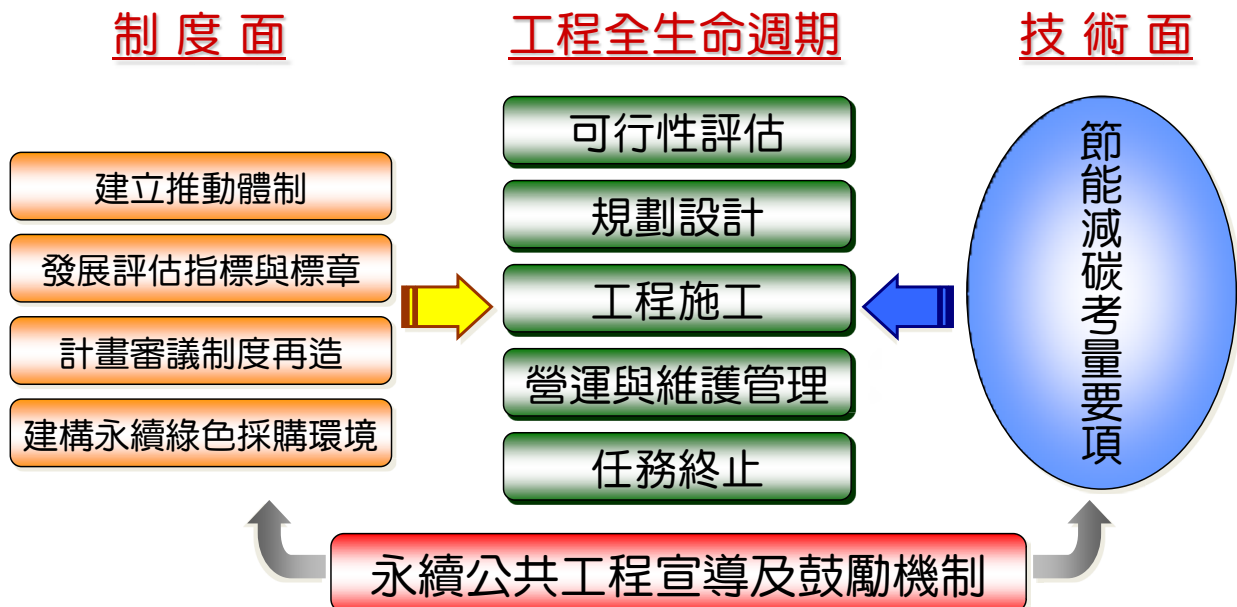 制度面
工程全生命週期
技術面
建立推動體制
發展評估指標與標章
計畫審議制度再造
建構永續綠色採購環境
可行性評估
規劃設計
工程施工
營運與維護管理
任務終止
節能減碳考量要項
永續公共工程宣導及鼓勵機制